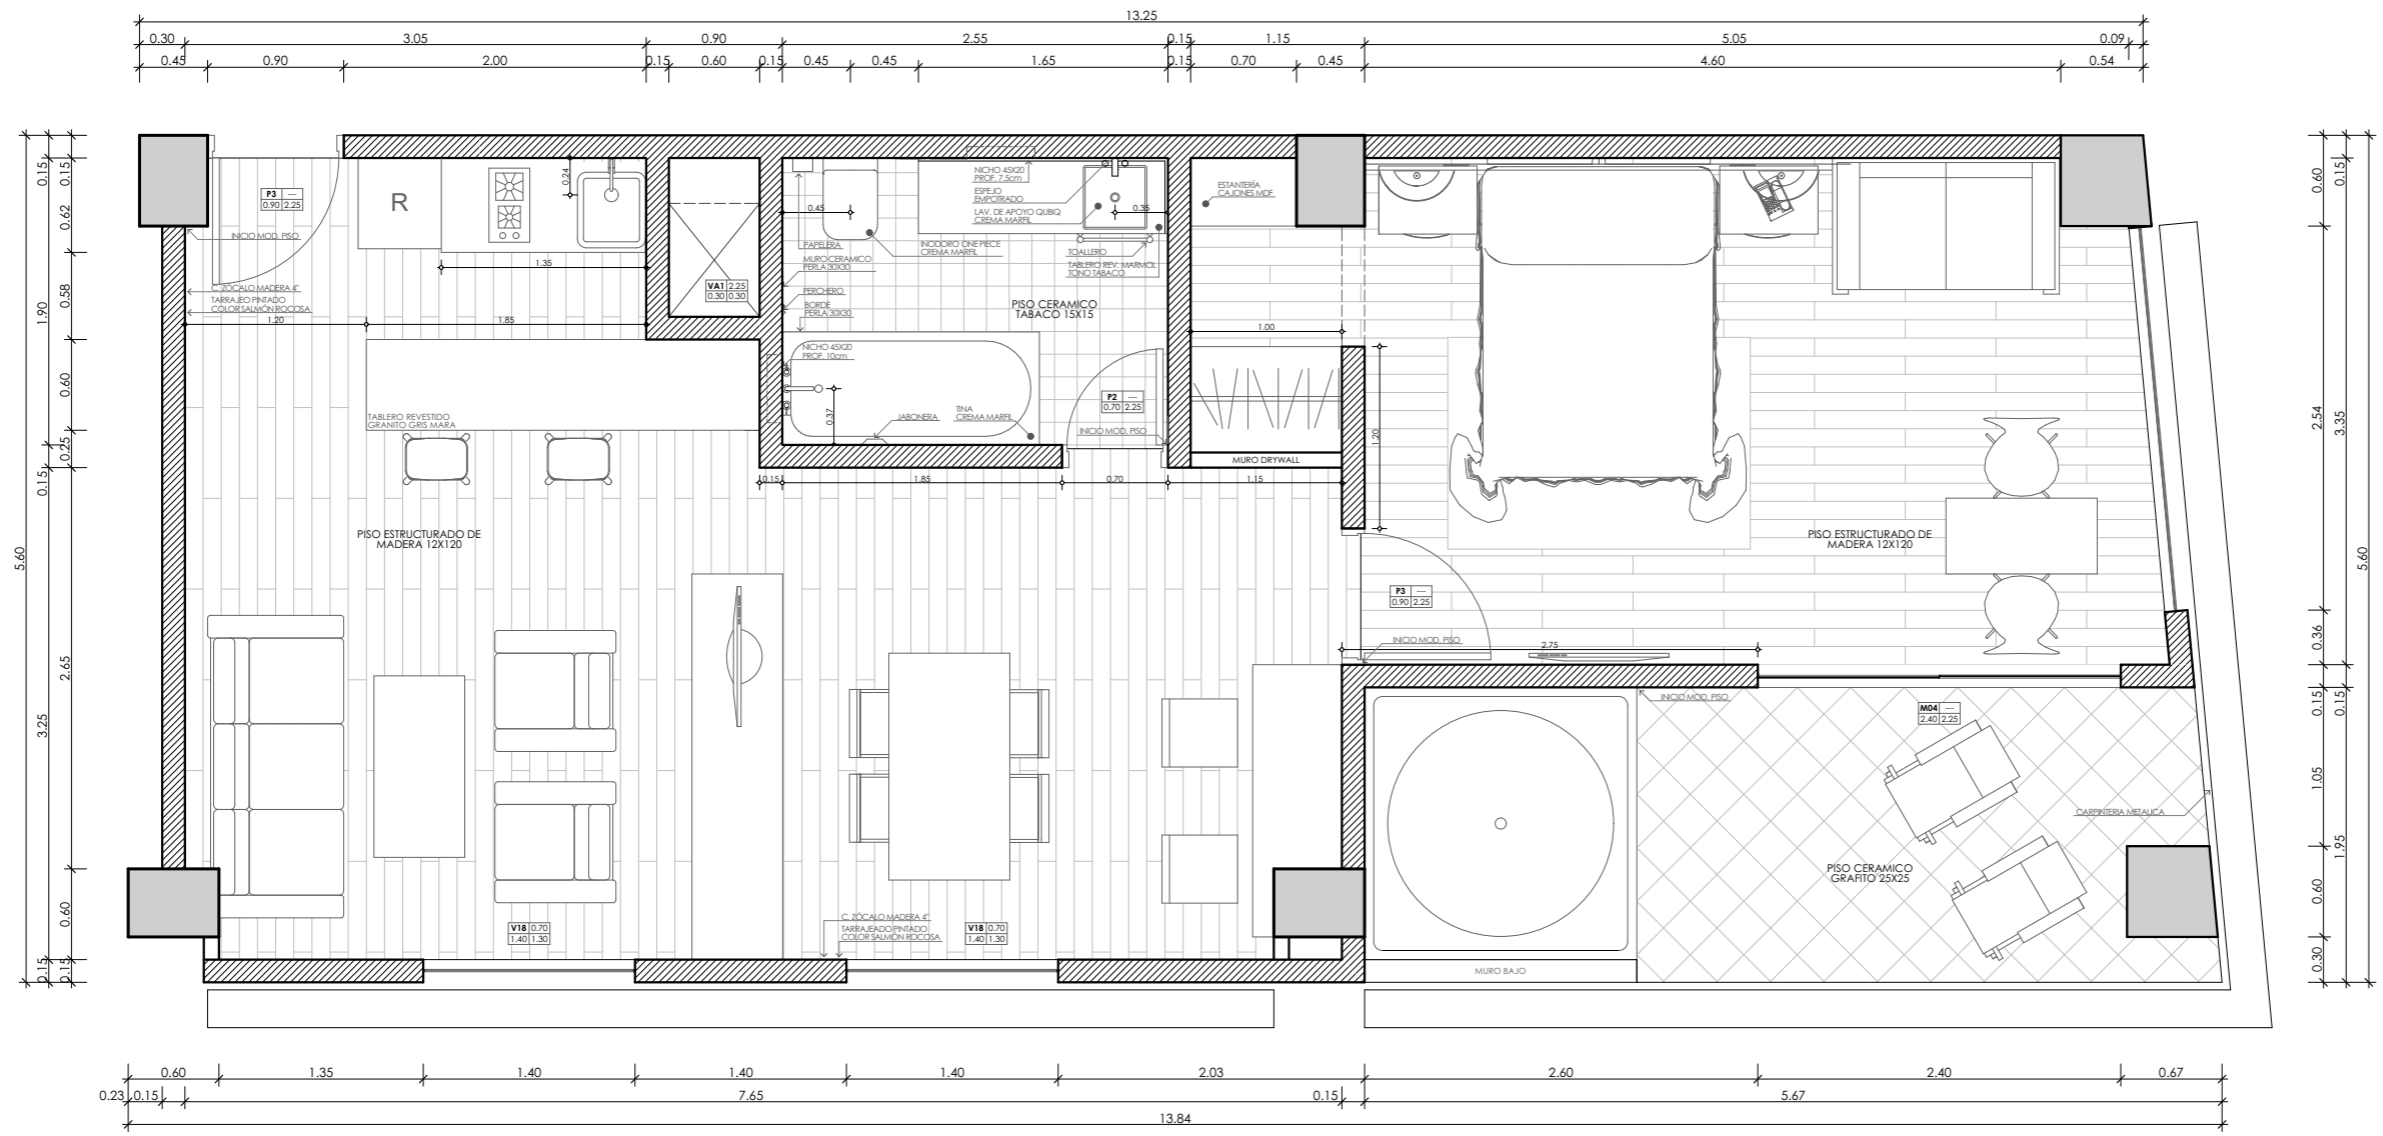 13.25
0.30 3.05 0.90 2.55 0.15 1.15 5.05 0.09
0.45 0.90 2.00 0.15 0.60 0.15 0.45 0.45 1.65 0.15 0.70 0.45 4.60 0.54
5.60
0.15
1.90
0.15
3.25
0.15
0.15
0.62
0.58
0.60
0.25
2.65
0.60
0.15
P3 ---
0.90 2.25
INICIO MOD. PISO
C. ZOCALO MADERA 4"
TARRAJEO PINTADO
COLOR SALMÓN ROCOSA
1.20
1.85
R
0.24
1.35
VA1 2.25
0.30 0.30
0.45
PAPELERA
MURO CERAMICO
PERLA 30X30
PERCHERO
BORDE
PERLA 30X30
INODORO ONE PIECE
CREMA MARFIL
NICHO 45X20
PROF. 7.5cm
ESPEJO
EMPOTRADO
LAV. DE APOYO QUBIQ
CREMA MARFIL
0.35
TOALLERO
TABLERO REV. MARMOL
TONO TABACO
PISO CERAMICO
TABACO 15X15
NICHO 45X20
PROF. 10cm
0.37
JABONERA
TINA
CREMA MARFIL
P2 ---
0.70 2.25
INICIO MOD. PISO
ESTANTERÍA
CAJONES MDF
1.00
1.20
MURO DRYWALL
0.15 1.85 0.70 1.15
TABLERO REVESTIDO
GRANITO GRIS MARA
PISO ESTRUCTURADO DE
MADERA 12X120
PISO ESTRUCTURADO DE
MADERA 12X120
P3 ---
0.90 2.25
INICIO MOD. PISO
2.75
INICIO MOD. PISO
M04 ---
2.40 2.25
CARPINTERIA METALICA
PISO CERAMICO
GRAFITO 25X25
V18 0.70
1.40 1.30
C. ZÓCALO MADERA 4"
TARRAJEADO PINTADO
COLOR SALMÓN ROCOSA
V18 0.70
1.40 1.30
MURO BAJO
0.60
2.54
0.36
0.15
1.05
0.60
0.30
0.15
3.35
0.15
1.95
5.60
0.60 1.35 1.40 1.40 1.40 2.03 2.60 2.40 0.67
0.23 0.15 7.65 0.15 5.67
13.84